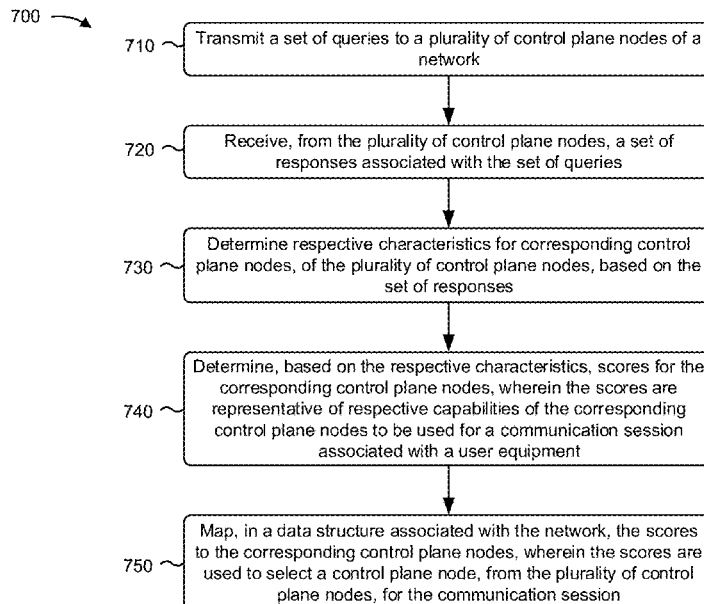 700
710
Transmit a set of queries to a plurality of control plane nodes of a
network
720
Receive, from the plurality of control plane nodes, a set of
responses associated with the set of queries
730
Determine respective characteristics for corresponding control
plane nodes, of the plurality of control plane nodes, based on the
set of responses
740
Determine, based on the respective characteristics, scores for the
corresponding control plane nodes, wherein the scores are
representative of respective capabilities of the corresponding
control plane nodes to be used for a communication session
associated with a user equipment
750
Map, in a data structure associated with the network, the scores
to the corresponding control plane nodes, wherein the scores are
used to select a control plane node, from the plurality of control
plane nodes, for the communication session